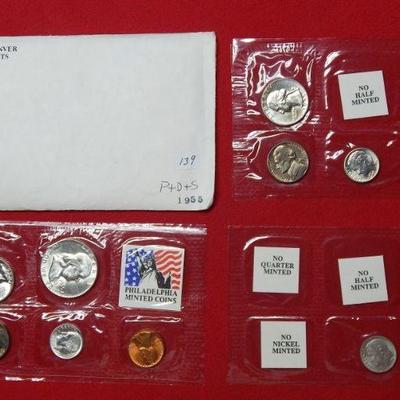 NVER
TS
139
P+D+S
1955
NO
HALF
MINTED
PHILADELPHIA
MINTED COINS
NO
QUARTER
MINTED
NO
HALF
MINTED
NO
NICKEL
MINTED